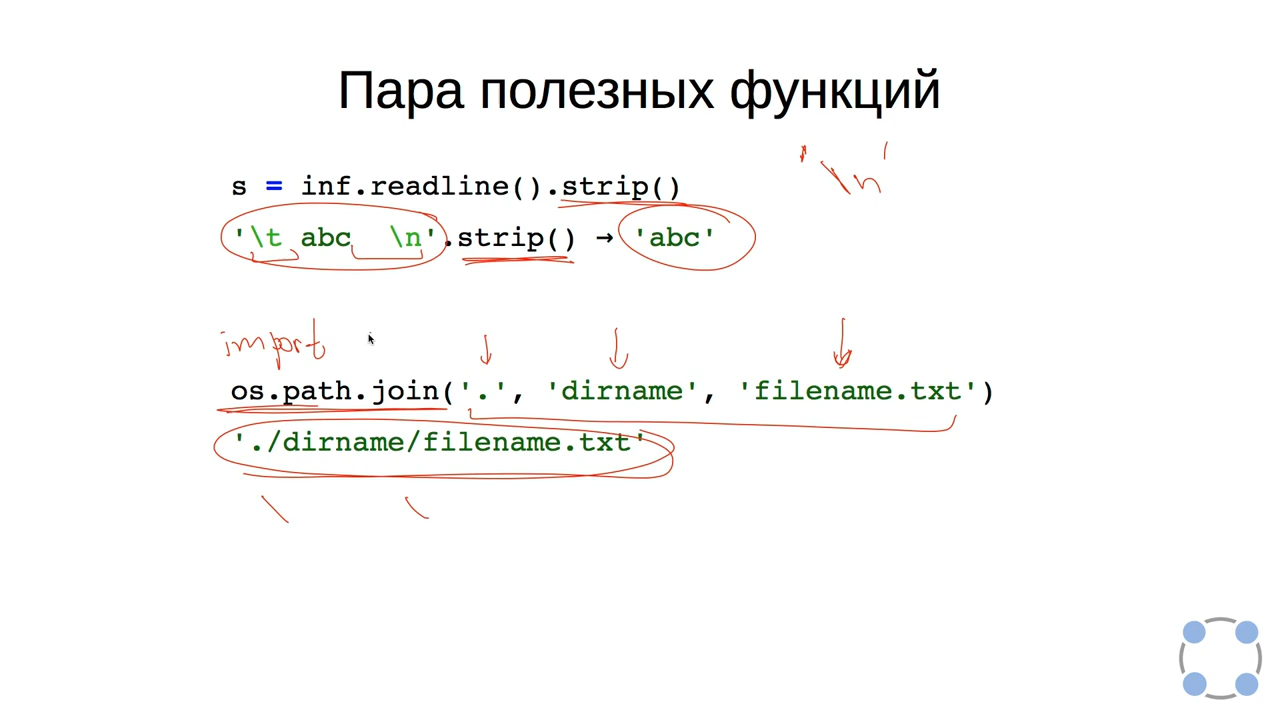 Пара полезных функций
s = inf.readline().strip()
'\n'
'\t abc  \n'.strip() → 'abc'
import
os.path.join('.', 'dirname', 'filename.txt')
'./dirname/filename.txt'
\ \